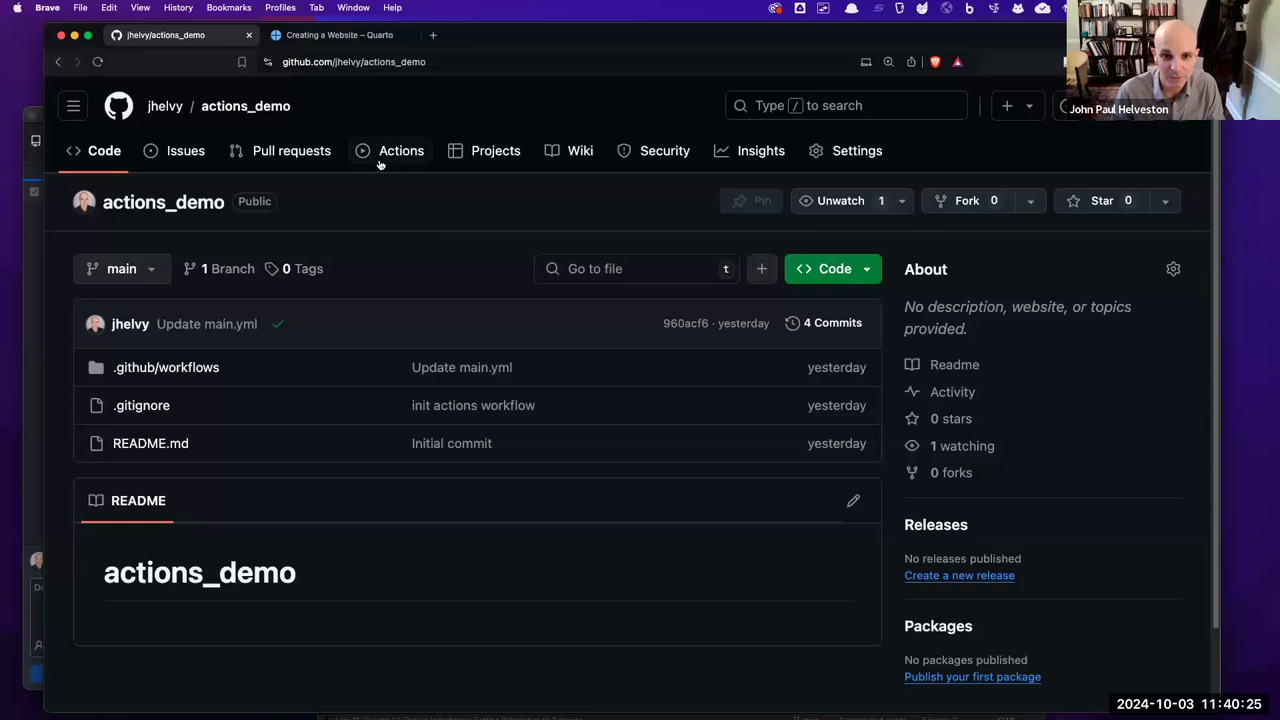 Brave File Edit View History Bookmarks Profiles Tab Window Help
jhelvy/actions_demo
Creating a Website – Quarto
github.com/jhelvy/actions_demo
John Paul Helveston
jhelvy / actions_demo
Type / to search
Code Issues Pull requests Actions Projects Wiki Security Insights Settings
actions_demo Public
Pin Unwatch 1 Fork 0 Star 0
main 1 Branch 0 Tags Go to file t Code
About
jhelvy Update main.yml 960acf6 · yesterday 4 Commits
No description, website, or topics
provided.
.github/workflows Update main.yml yesterday
.gitignore init actions workflow yesterday
README.md Initial commit yesterday
Readme
Activity
0 stars
1 watching
0 forks
README
actions_demo
Releases
No releases published
Create a new release
Packages
No packages published
Publish your first package
2024-10-03 11:40:25